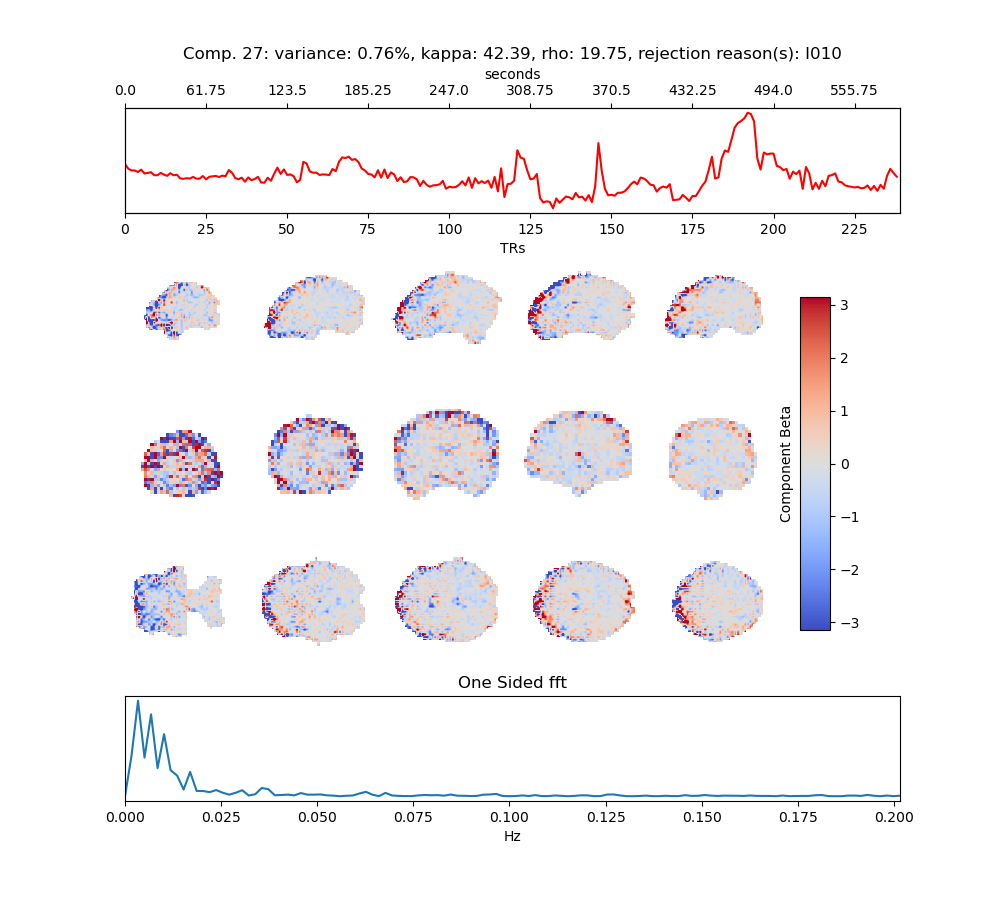 Comp. 27: variance: 0.76%, kappa: 42.39, rho: 19.75, rejection reason(s): I010
seconds
0.0 61.75 123.5 185.25 247.0 308.75 370.5 432.25 494.0 555.75
0 25 50 75 100 125 150 175 200 225
TRs
3
2
1
0
−1
−2
−3
Component Beta
One Sided fft
0.000 0.025 0.050 0.075 0.100 0.125 0.150 0.175 0.200
Hz